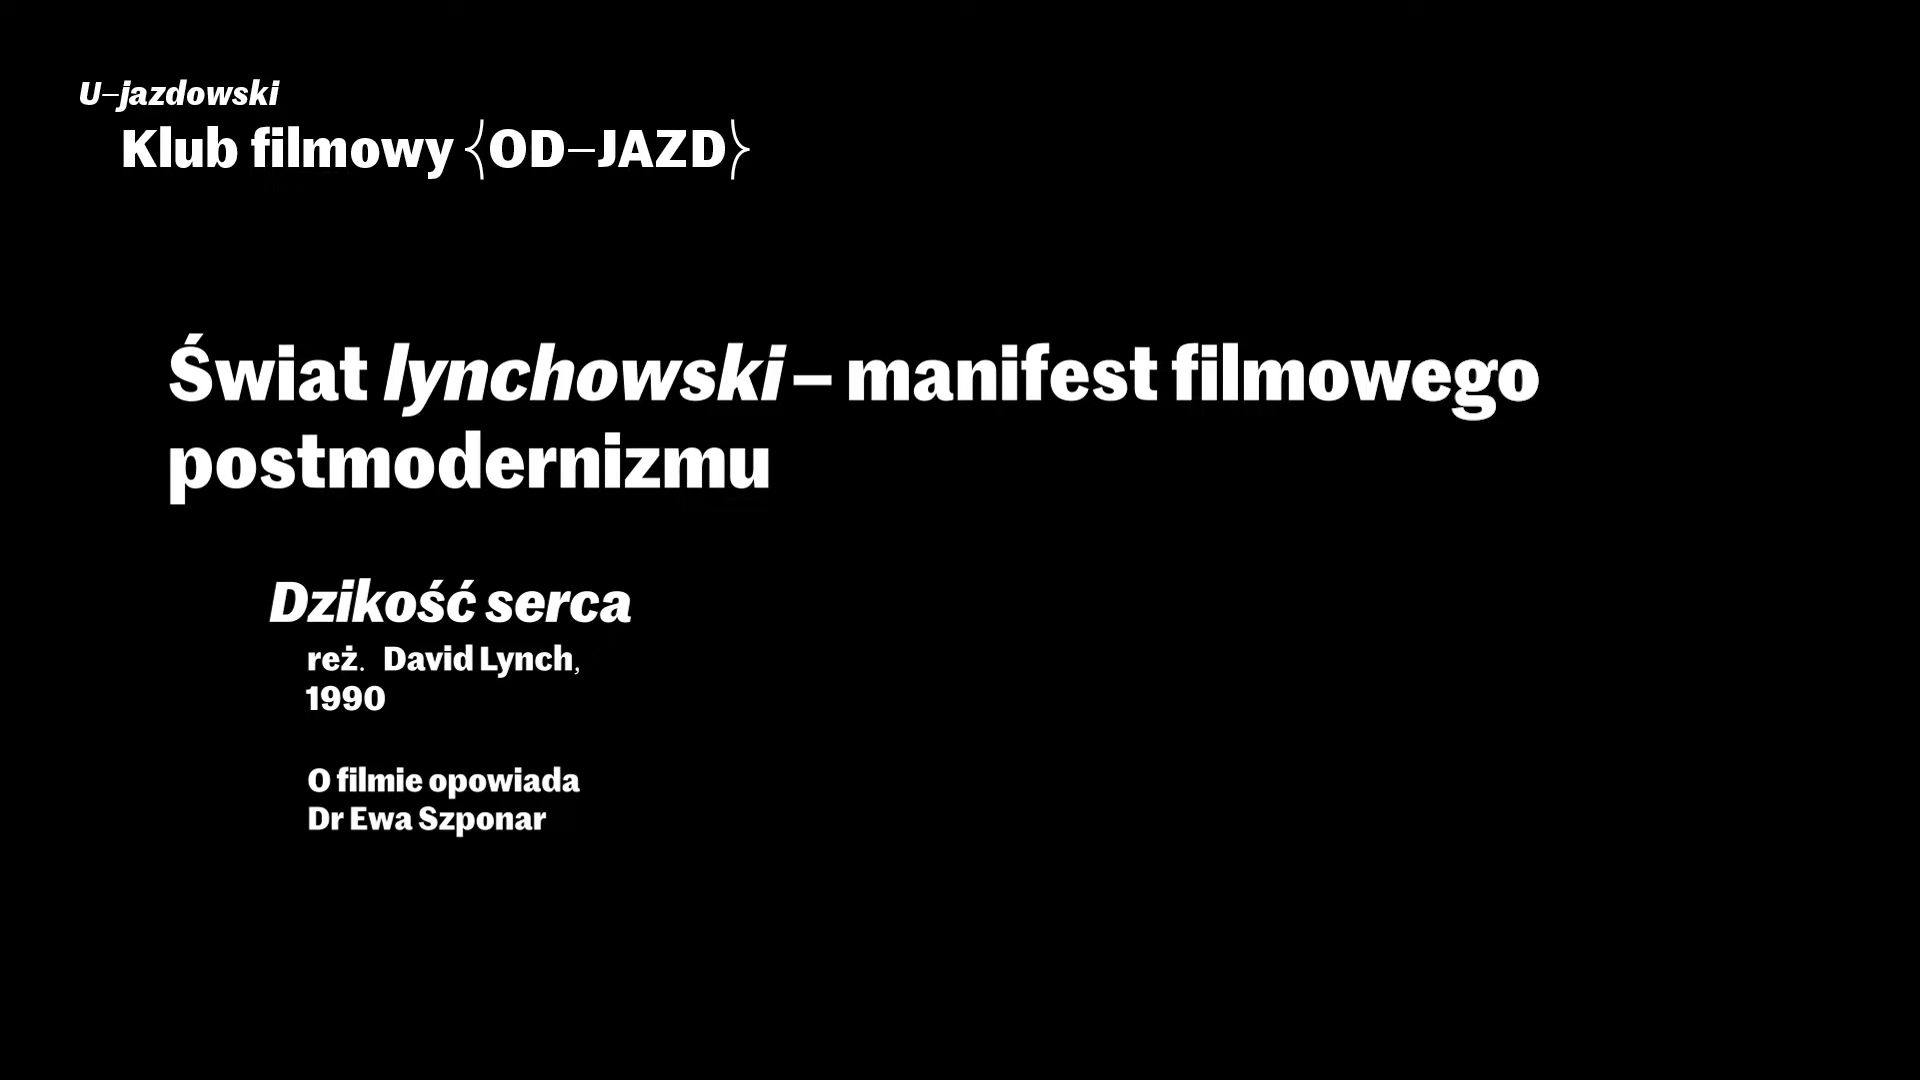 U–jazdowski
Klub filmowy {OD–JAZD}
Świat lynchowski – manifest filmowego
postmodernizmu
Dzikość serca
reż. David Lynch,
1990
O filmie opowiada
Dr Ewa Szponar